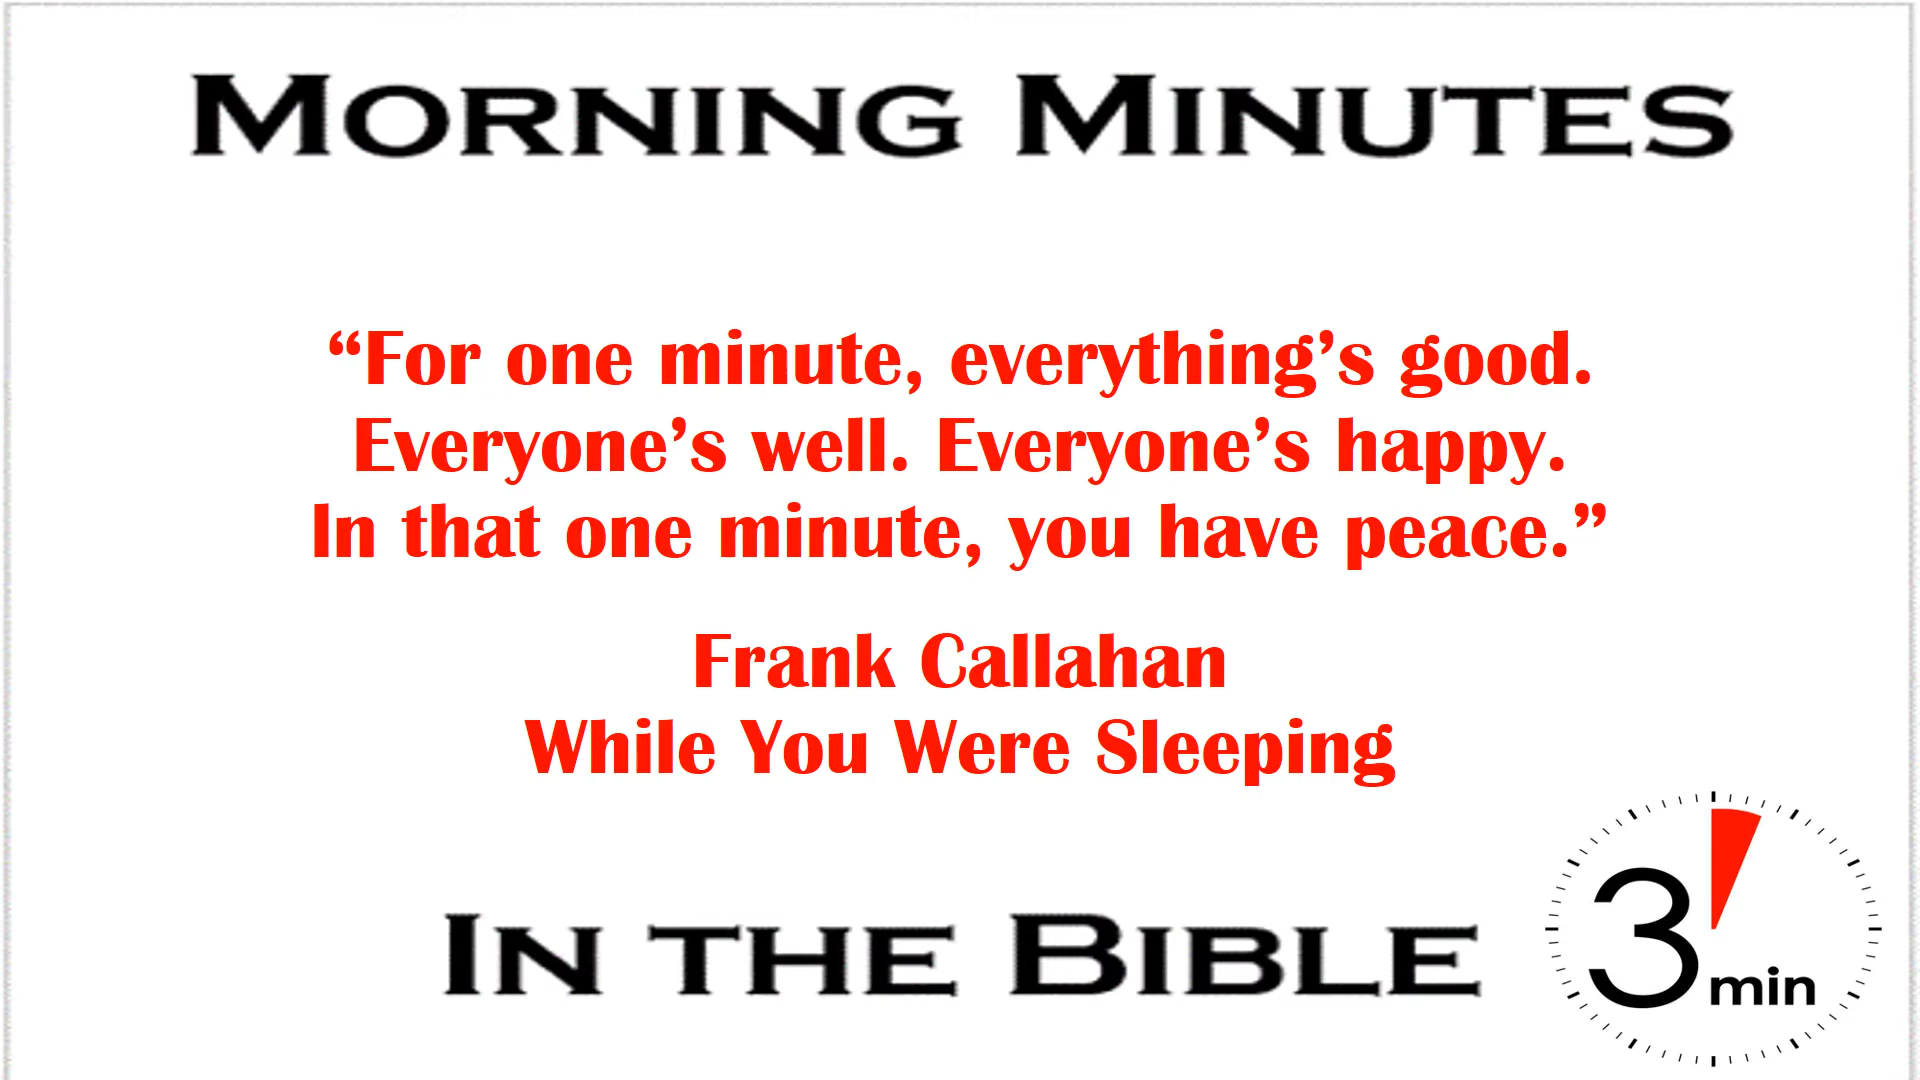 MORNING MINUTES
“For one minute, everything’s good.
Everyone’s well. Everyone’s happy.
In that one minute, you have peace.”
Frank Callahan
While You Were Sleeping
IN THE BIBLE
3 min